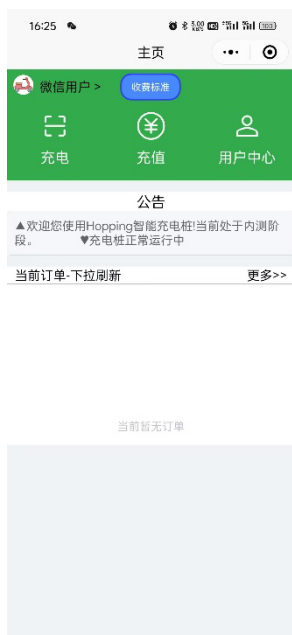 16:25
主页
微信用户 >
收费标准
充电
充值
用户中心
公告
▲欢迎您使用Hopping智能充电桩!当前处于内测阶
段。 ♥充电桩正常运行中
当前订单-下拉刷新
更多>>
当前暂无订单